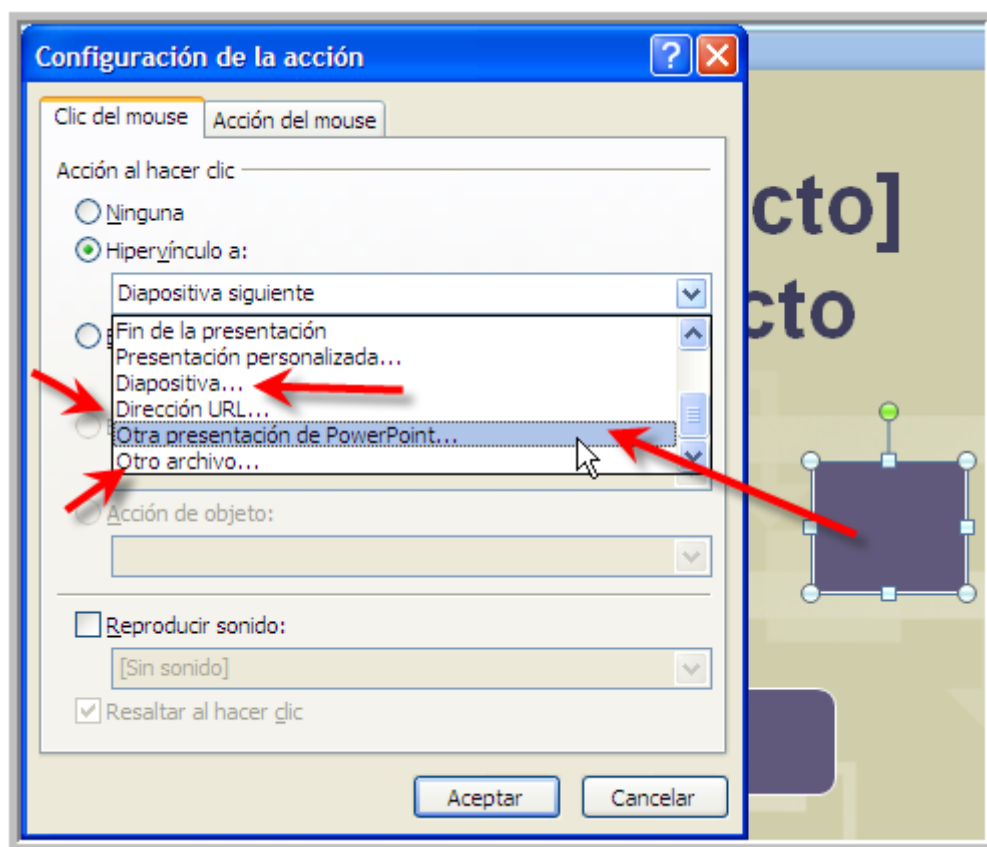 Configuración de la acción
Clic del mouse
Acción del mouse
Acción al hacer clic
Ninguna
Hipervínculo a:
Diapositiva siguiente
Fin de la presentación
Presentación personalizada...
Diapositiva...
Dirección URL...
Otra presentación de PowerPoint...
Otro archivo...
Acción de objeto:
Reproducir sonido:
[Sin sonido]
Resaltar al hacer clic
Aceptar
Cancelar
cto]
cto